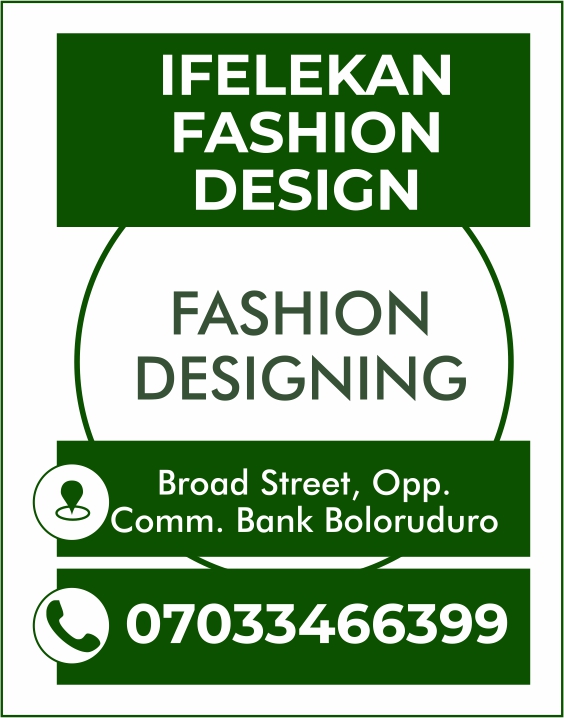 IFELEKAN
FASHION
DESIGN
FASHION
DESIGNING
Broad Street, Opp.
Comm. Bank Boloruduro
07033466399